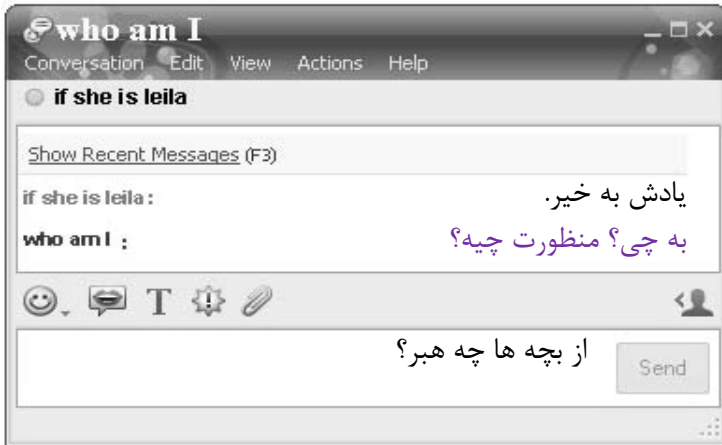 who am I
Conversation Edit View Actions Help
if she is leila
Show Recent Messages (F3)
if she is leila: یادش به خیر.
who am I : به چی؟ منظورت چیه؟
T
از بچه ها چه هبر؟
Send